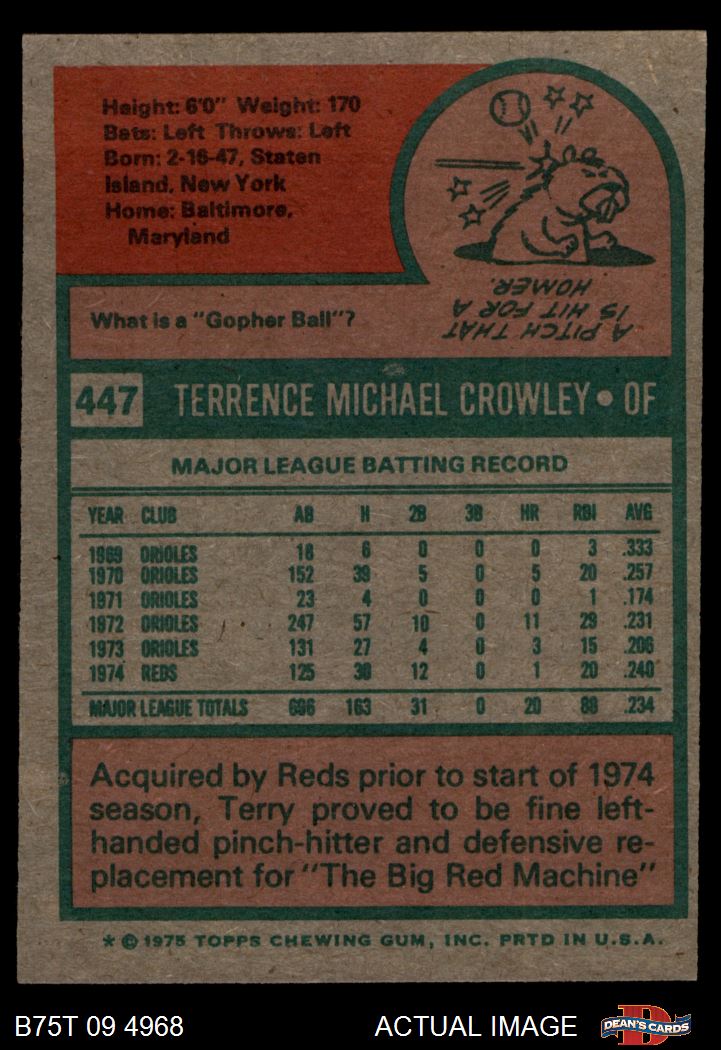 Height: 6'0" Weight: 170
Bats: Left Throws: Left
Born: 2-16-47, Staten
Island, New York
Home: Baltimore,
Maryland
What is a "Gopher Ball"?
A PITCH THAT
IS HIT FOR A
HOMER.
447 TERRENCE MICHAEL CROWLEY • OF
MAJOR LEAGUE BATTING RECORD
YEAR CLUB AB H 2B 3B HR RBI AVG
1969 ORIOLES 18 6 0 0 0 3 .333
1970 ORIOLES 152 39 5 0 5 20 .257
1971 ORIOLES 23 4 0 0 0 1 .174
1972 ORIOLES 247 57 10 0 11 29 .231
1973 ORIOLES 131 27 4 0 3 15 .206
1974 REDS 125 30 12 0 1 20 .240
MAJOR LEAGUE TOTALS 696 163 31 0 20 88 .234
Acquired by Reds prior to start of 1974
season, Terry proved to be fine left-
handed pinch-hitter and defensive re-
placement for "The Big Red Machine"
* © 1975 TOPPS CHEWING GUM, INC. PRTD IN U.S.A.
B75T 09 4968 ACTUAL IMAGE DEAN'S CARDS